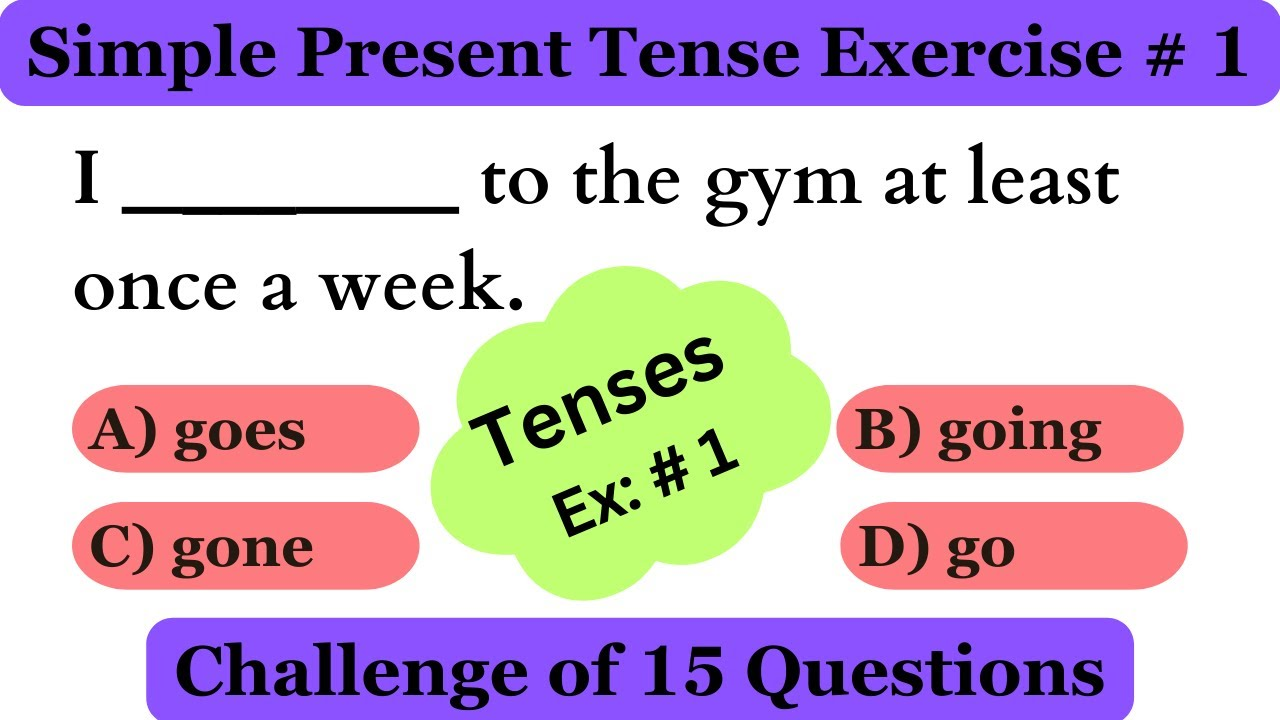 Simple Present Tense Exercise # 1
I ________ to the gym at least
once a week.
Tenses
Ex: # 1
A) goes
B) going
C) gone
D) go
Challenge of 15 Questions